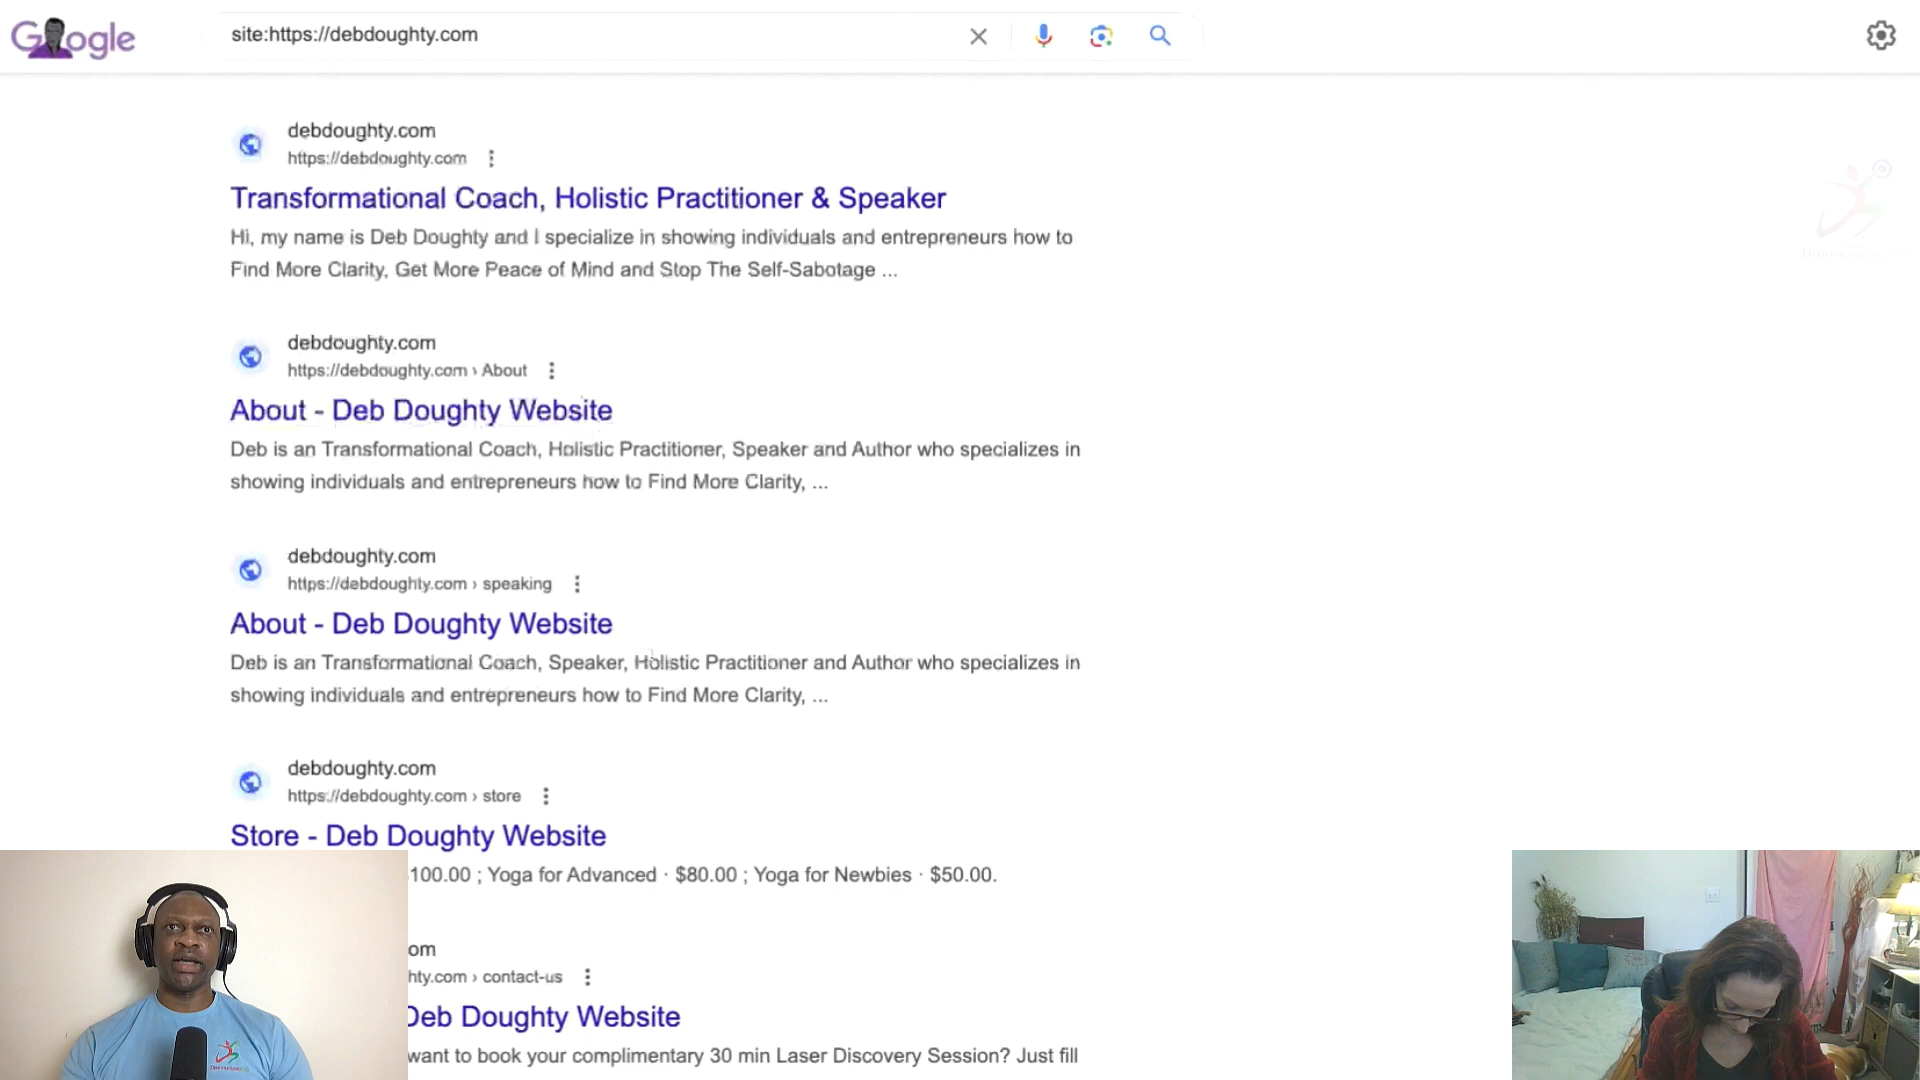 Google
site:https://debdoughty.com
debdoughty.com
https://debdoughty.com
Transformational Coach, Holistic Practitioner & Speaker
Hi, my name is Deb Doughty and I specialize in showing individuals and entrepreneurs how to
Find More Clarity, Get More Peace of Mind and Stop The Self-Sabotage ...
debdoughty.com
https://debdoughty.com › About
About - Deb Doughty Website
Deb is an Transformational Coach, Holistic Practitioner, Speaker and Author who specializes in
showing individuals and entrepreneurs how to Find More Clarity, ...
debdoughty.com
https://debdoughty.com › speaking
About - Deb Doughty Website
Deb is an Transformational Coach, Speaker, Holistic Practitioner and Author who specializes in
showing individuals and entrepreneurs how to Find More Clarity, ...
debdoughty.com
https://debdoughty.com › store
Store - Deb Doughty Website
100.00 ; Yoga for Advanced · $80.00 ; Yoga for Newbies · $50.00.
om
hty.com › contact-us
Deb Doughty Website
want to book your complimentary 30 min Laser Discovery Session? Just fill